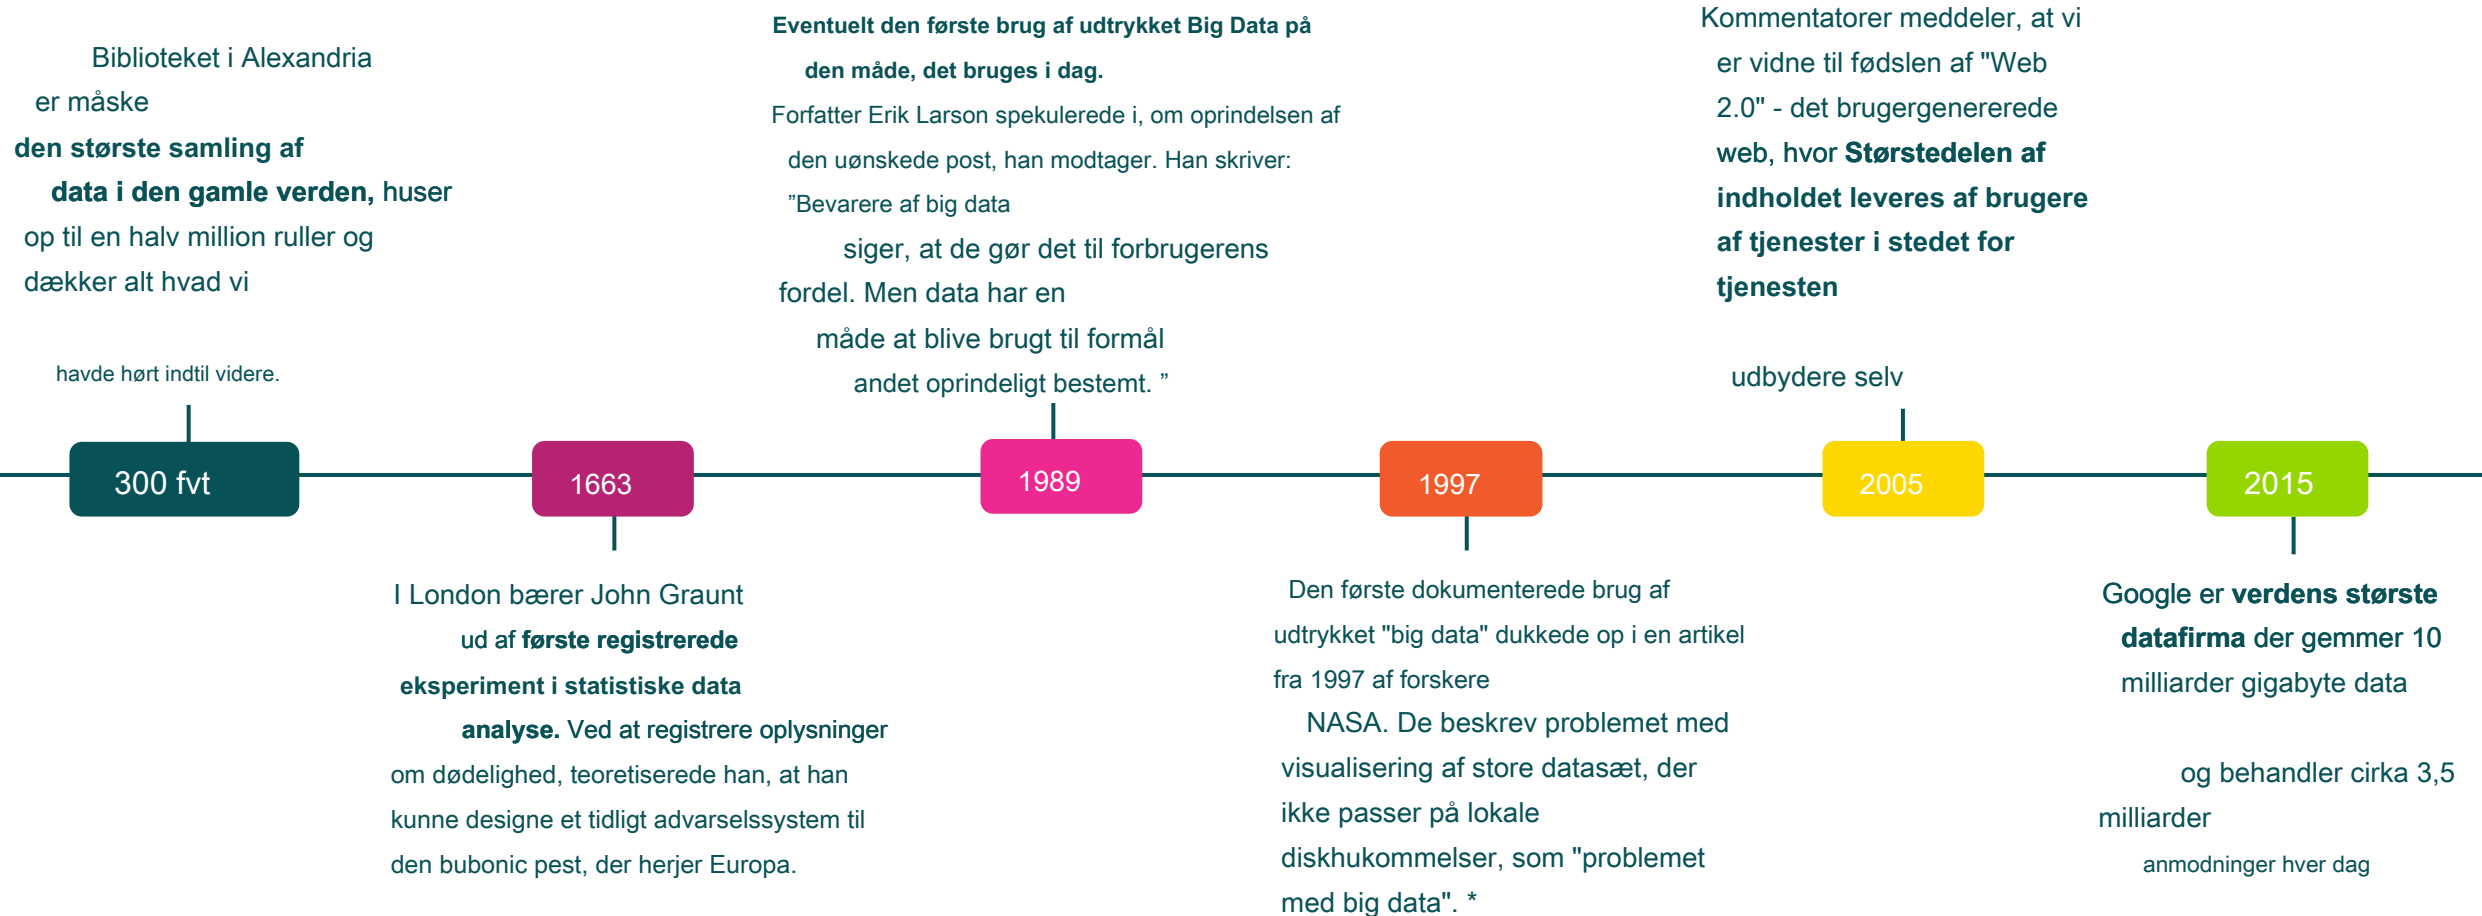 Biblioteket i Alexandria
er måske
den største samling af
data i den gamle verden, huser
op til en halv million ruller og
dækker alt hvad vi
havde hørt indtil videre.
300 fvt
1663
I London bærer John Graunt
ud af første registrerede
eksperiment i statistiske data
analyse. Ved at registrere oplysninger
om dødelighed, teoretiserede han, at han
kunne designe et tidligt advarselssystem til
den bubonic pest, der herjer Europa.
Eventuelt den første brug af udtrykket Big Data på
den måde, det bruges i dag.
Forfatter Erik Larson spekulerede i, om oprindelsen af
den uønskede post, han modtager. Han skriver:
”Bevarere af big data
siger, at de gør det til forbrugerens
fordel. Men data har en
måde at blive brugt til formål
andet oprindeligt bestemt. ”
1989
1997
Den første dokumenterede brug af
udtrykket "big data" dukkede op i en artikel
fra 1997 af forskere
NASA. De beskrev problemet med
visualisering af store datasæt, der
ikke passer på lokale
diskhukommelser, som "problemet
med big data". *
Kommentatorer meddeler, at vi
er vidne til fødslen af "Web
2.0" - det brugergenererede
web, hvor Størstedelen af
indholdet leveres af brugere
af tjenester i stedet for
tjenesten
udbydere selv
2005
2015
Google er verdens største
datafirma der gemmer 10
milliarder gigabyte data
og behandler cirka 3,5
milliarder
anmodninger hver dag